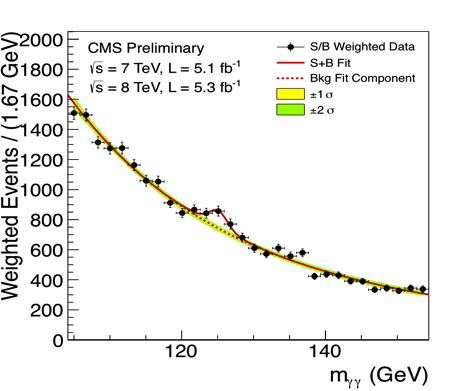 CMS Preliminary
√s = 7 TeV, L = 5.1 fb⁻¹
√s = 8 TeV, L = 5.3 fb⁻¹
S/B Weighted Data
S+B Fit
Bkg Fit Component
±1 σ
±2 σ
Weighted Events / (1.67 GeV)
2000
1800
1600
1400
1200
1000
800
600
400
200
0
120
140
mγγ (GeV)